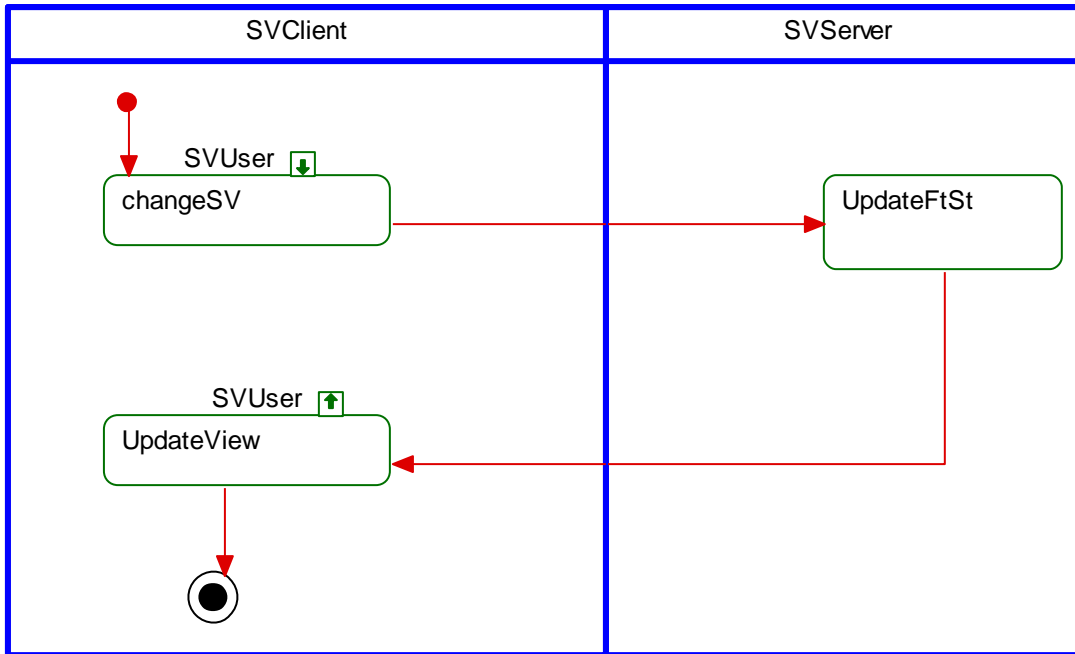 SVClient
SVServer
SVUser
changeSV
UpdateFtSt
SVUser
UpdateView